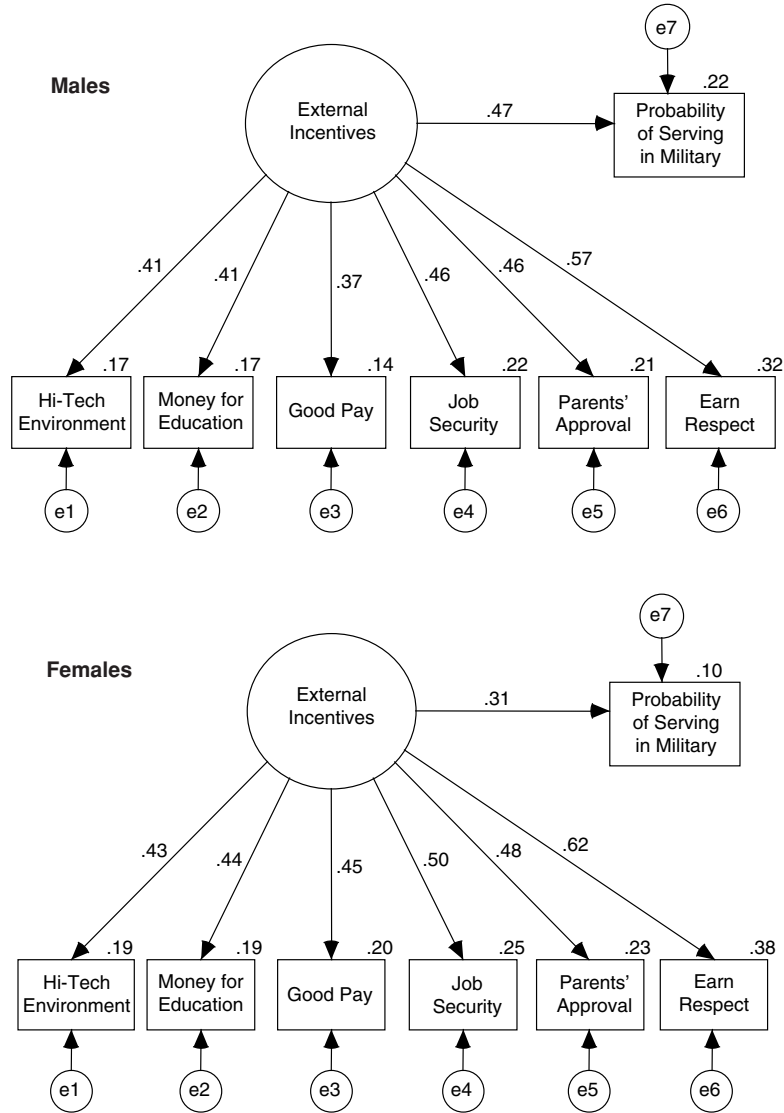 e7
Males
.22
External
Incentives
.47
Probability
of Serving
in Military
.41
.41
.37
.46
.46
.57
.17
.17
.14
.22
.21
.32
Hi-Tech
Environment
Money for
Education
Good Pay
Job
Security
Parents’
Approval
Earn
Respect
e1
e2
e3
e4
e5
e6
e7
Females
.10
External
Incentives
.31
Probability
of Serving
in Military
.43
.44
.45
.50
.48
.62
.19
.19
.20
.25
.23
.38
Hi-Tech
Environment
Money for
Education
Good Pay
Job
Security
Parents’
Approval
Earn
Respect
e1
e2
e3
e4
e5
e6